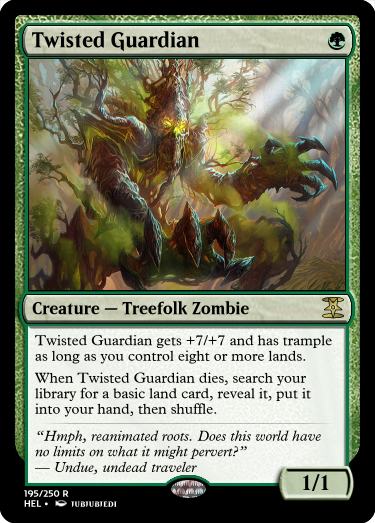 Twisted Guardian
Creature — Treefolk Zombie
Twisted Guardian gets +7/+7 and has trample
as long as you control eight or more lands.
When Twisted Guardian dies, search your
library for a basic land card, reveal it, put it
into your hand, then shuffle.
“Hmph, reanimated roots. Does this world have
no limits on what it might pervert?”
— Undue, undead traveler
1/1
195/250 R
HEL • JUBJUBJEDI